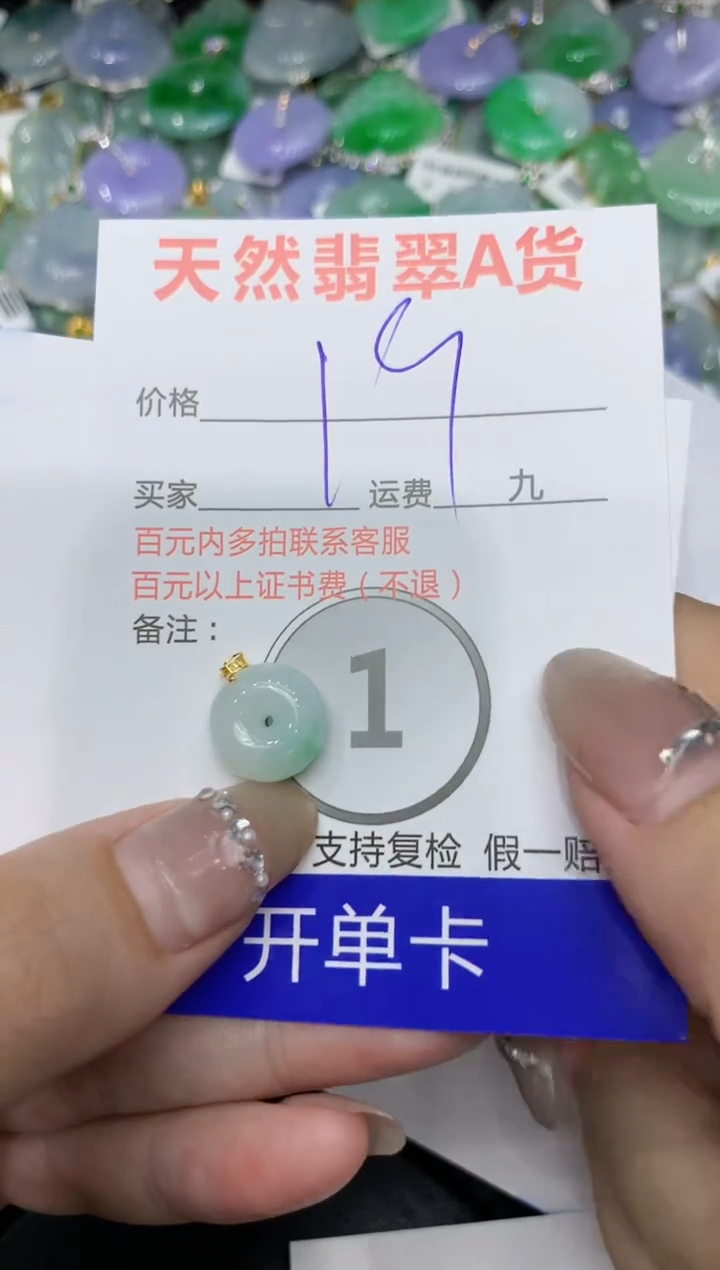 天然翡翠A货
19
价格
买家 运费 九
百元内多拍联系客服
百元以上证书费（不退）
备注：
1
支持复检 假一赔
开单卡